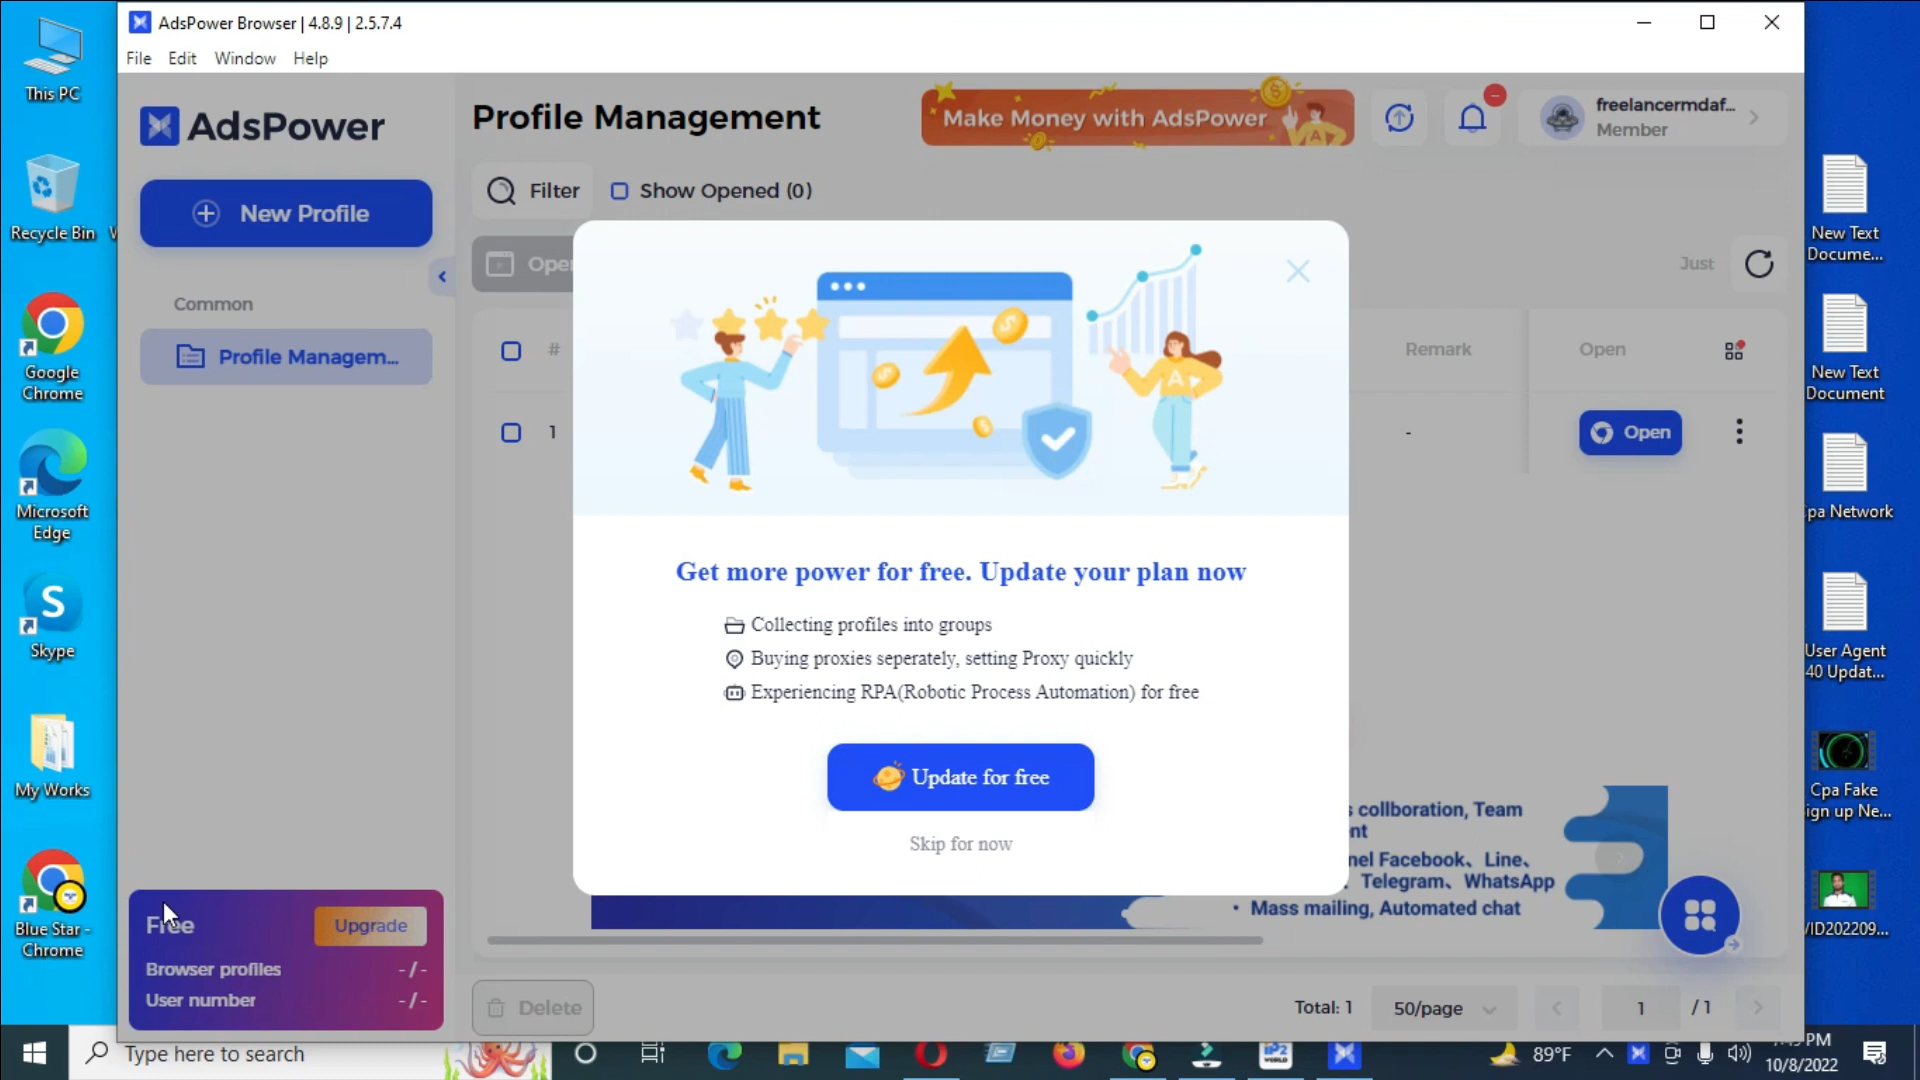 AdsPower Browser | 4.8.9 | 2.5.7.4
File Edit Window Help
This PC
Recycle Bin
Google
Chrome
Microsoft
Edge
Skype
My Works
Blue Star -
Chrome
AdsPower
New Profile
Common
Profile Managem...
Free
Upgrade
Browser profiles -/-
User number -/-
Profile Management
Make Money with AdsPower
freelancermdaf...
Member
Filter
Show Opened (0)
Just
#
Remark
Open
1
-
Open
Get more power for free. Update your plan now
Collecting profiles into groups
Buying proxies seperately, setting Proxy quickly
Experiencing RPA(Robotic Process Automation) for free
Update for free
Skip for now
collboration, Team
Facebook、Line、
Telegram、WhatsApp
• Mass mailing, Automated chat
Delete
Total: 1
50/page
1
/ 1
New Text
Docume...
New Text
Document
pa Network
User Agent
40 Updat...
Cpa Fake
ign up Ne...
/ID202209...
Type here to search
iP2
WORLD
89°F
PM
10/8/2022